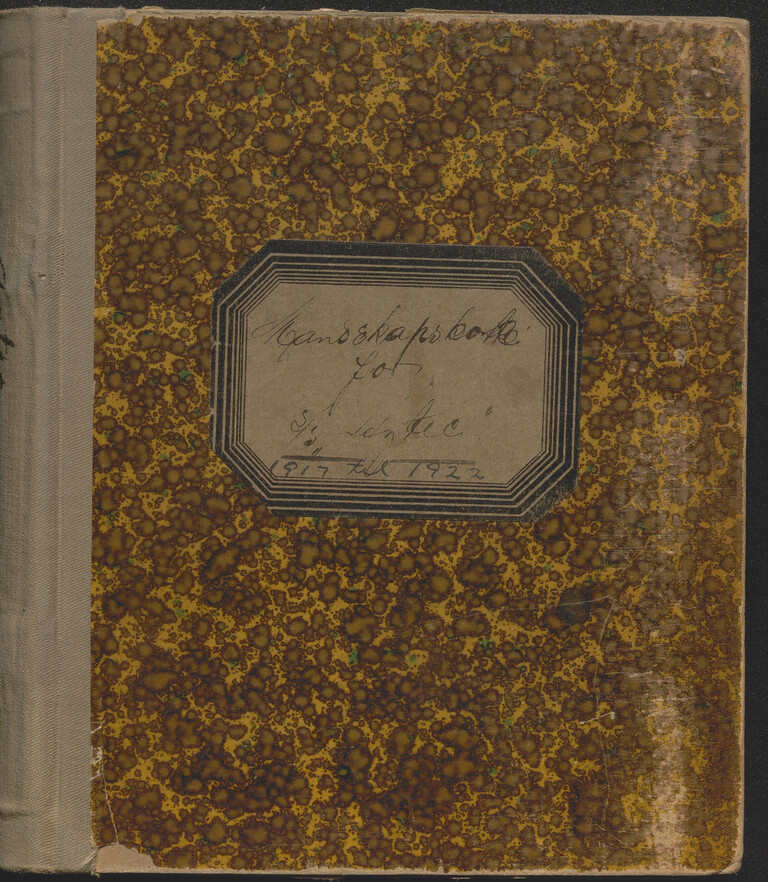 Mandskapsbok
for
S/S
1917 til 1922